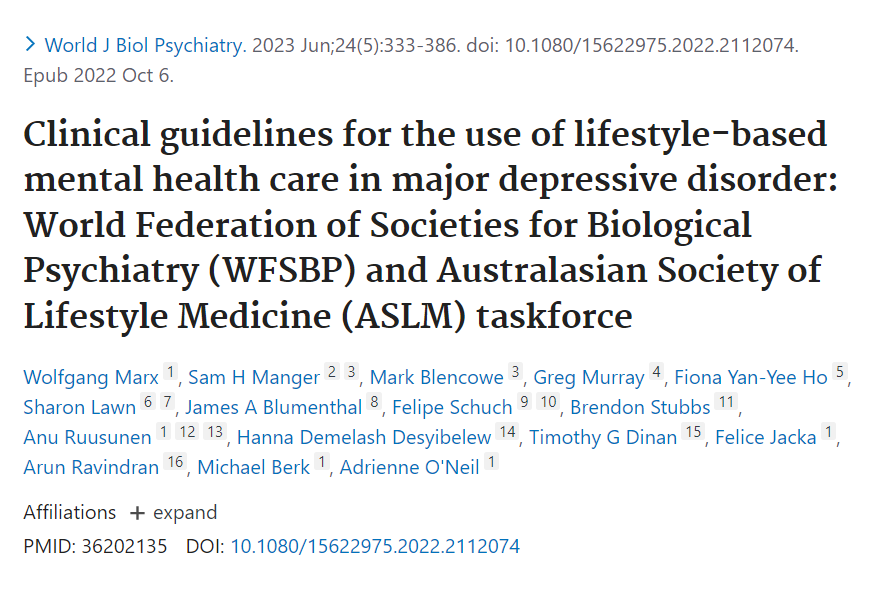 World J Biol Psychiatry. 2023 Jun;24(5):333-386. doi: 10.1080/15622975.2022.2112074.
Epub 2022 Oct 6.
Clinical guidelines for the use of lifestyle-based
mental health care in major depressive disorder:
World Federation of Societies for Biological
Psychiatry (WFSBP) and Australasian Society of
Lifestyle Medicine (ASLM) taskforce
Wolfgang Marx 1, Sam H Manger 2 3, Mark Blencowe 3, Greg Murray 4, Fiona Yan-Yee Ho 5,
Sharon Lawn 6 7, James A Blumenthal 8, Felipe Schuch 9 10, Brendon Stubbs 11,
Anu Ruusunen 1 12 13, Hanna Demelash Desyibelew 14, Timothy G Dinan 15, Felice Jacka 1,
Arun Ravindran 16, Michael Berk 1, Adrienne O'Neil 1
Affiliations + expand
PMID: 36202135 DOI: 10.1080/15622975.2022.2112074